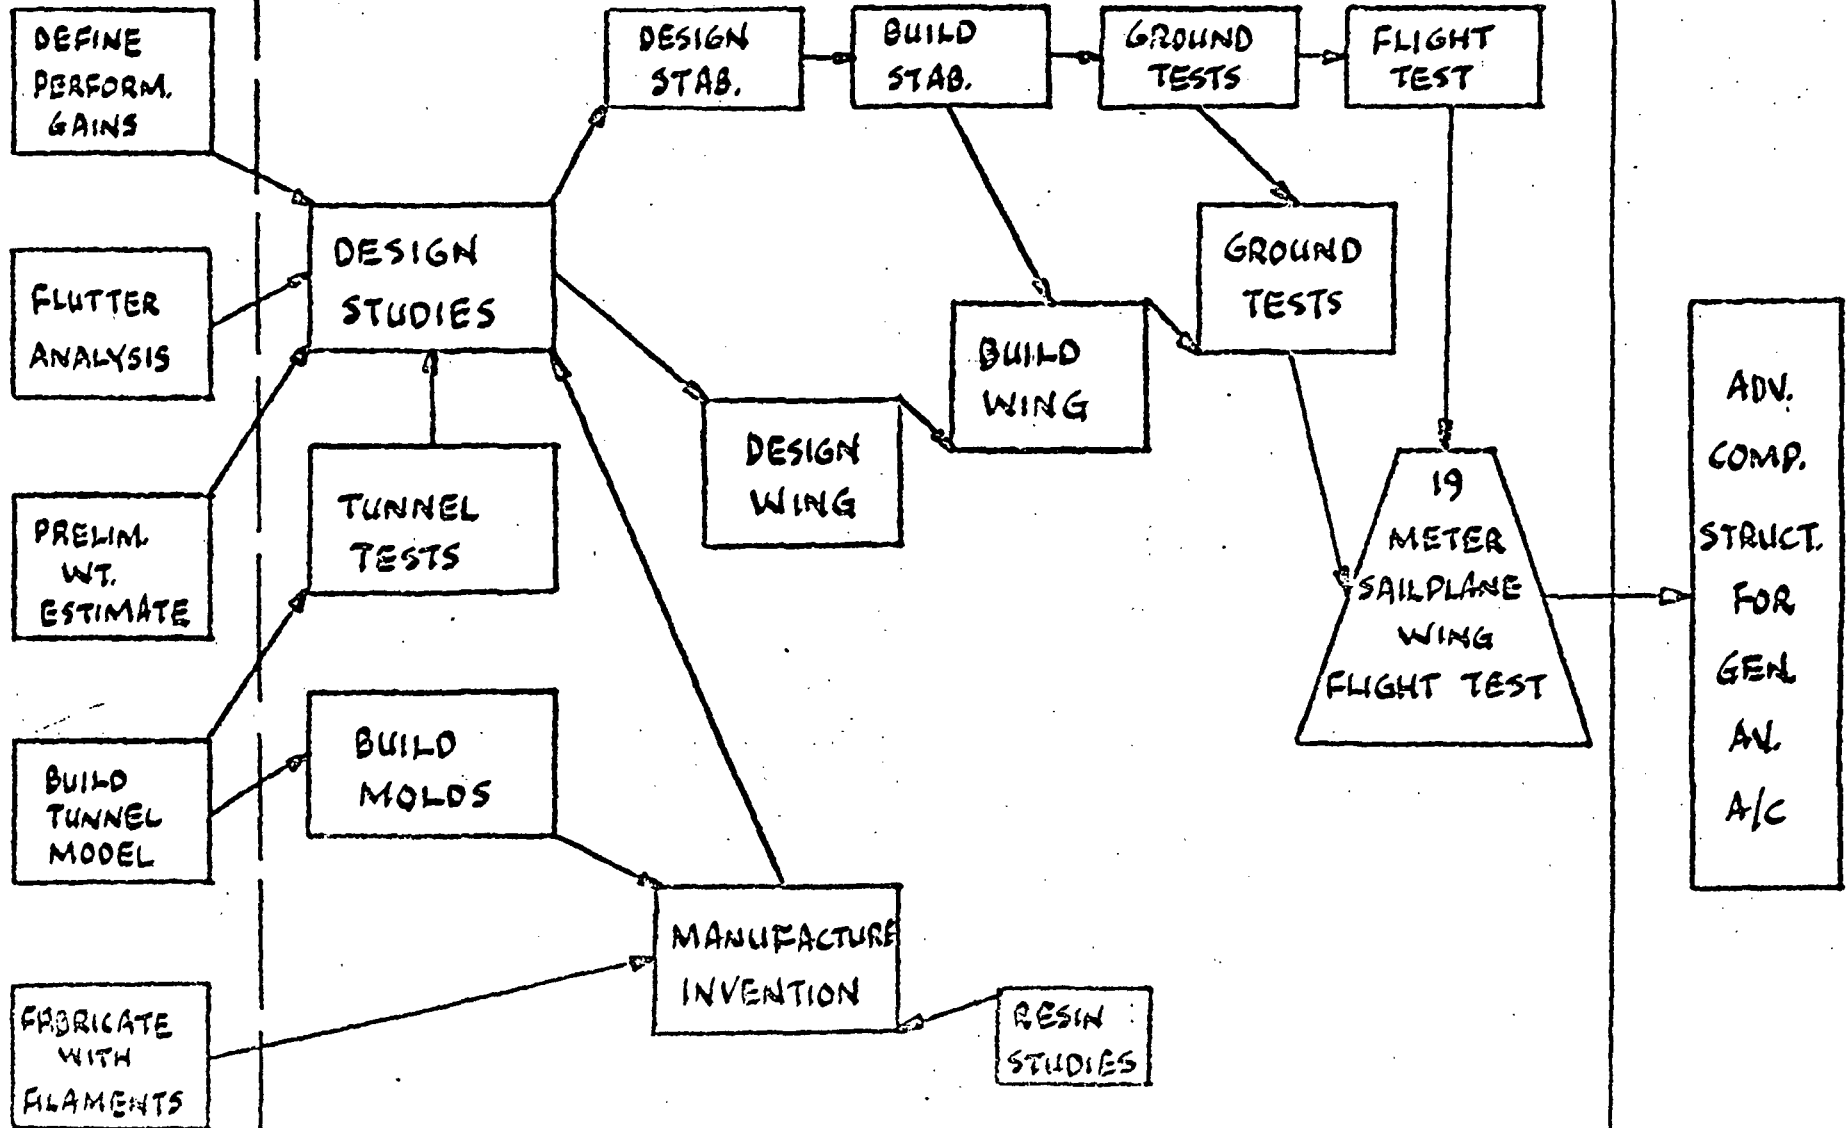 DEFINE
PERFORM.
GAINS
DESIGN
STAB.
BUILD
STAB.
GROUND
TESTS
FLIGHT
TEST
FLUTTER
ANALYSIS
DESIGN
STUDIES
GROUND
TESTS
BUILD
WING
DESIGN
WING
PRELIM.
WT.
ESTIMATE
TUNNEL
TESTS
19
METER
SAILPLANE
WING
FLIGHT TEST
ADV.
COMP.
STRUCT.
FOR
GEN.
AV.
A/C
BUILD
TUNNEL
MODEL
BUILD
MOLDS
MANUFACTURE
INVENTION
RESIN
STUDIES
FABRICATE
WITH
FILAMENTS